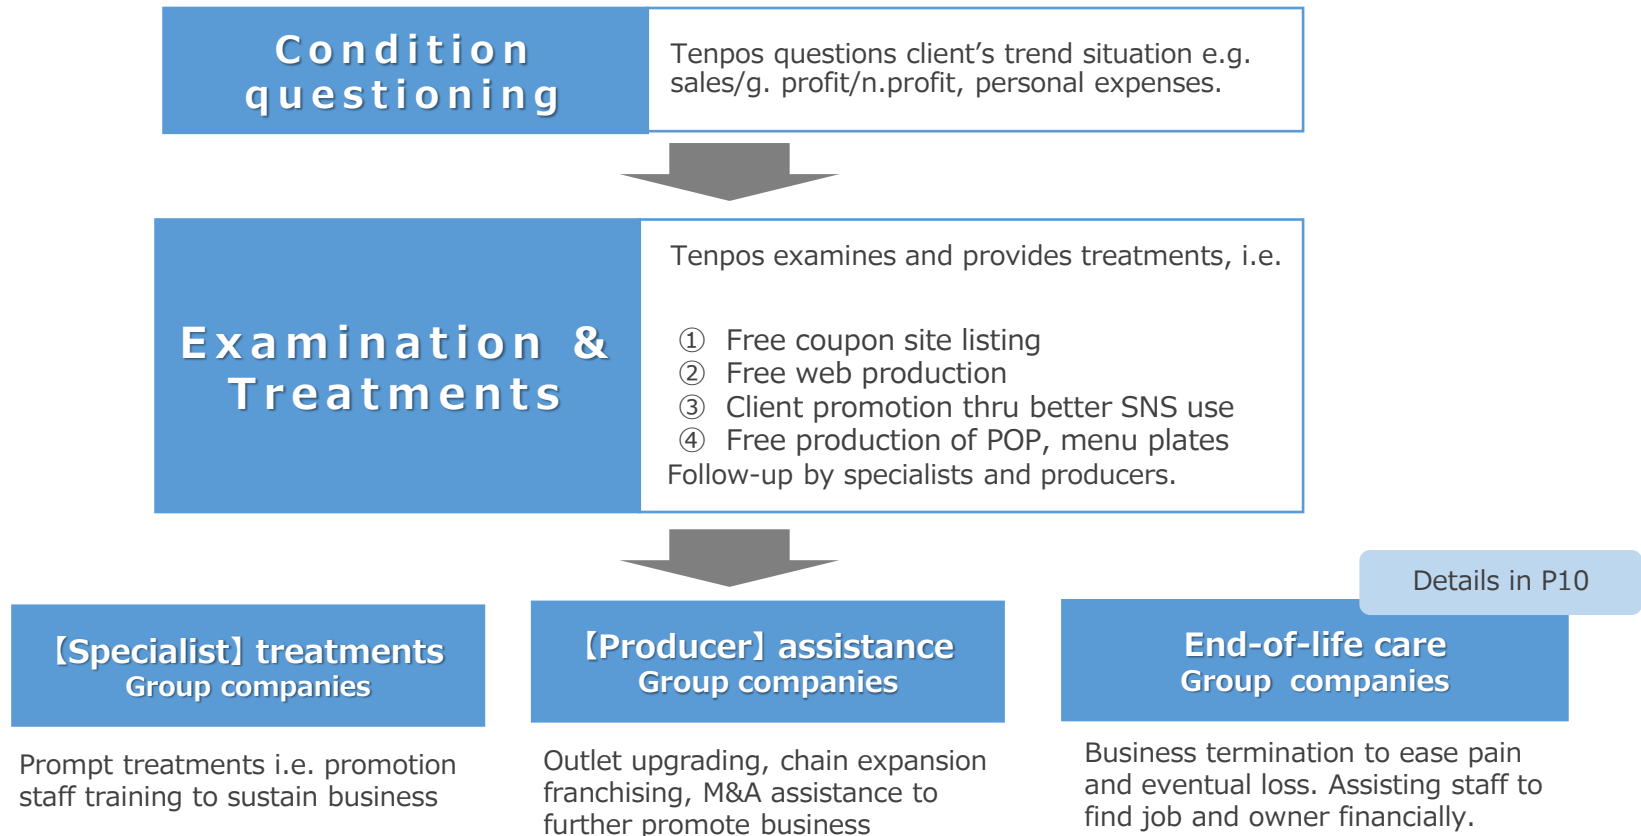 Condition
questioning
Tenpos questions client’s trend situation e.g.
sales/g. profit/n.profit, personal expenses.
Examination &
Treatments
Tenpos examines and provides treatments, i.e.
① Free coupon site listing
② Free web production
③ Client promotion thru better SNS use
④ Free production of POP, menu plates
Follow-up by specialists and producers.
Details in P10
【Specialist】treatments
Group companies
Prompt treatments i.e. promotion
staff training to sustain business
【Producer】assistance
Group companies
Outlet upgrading, chain expansion
franchising, M&A assistance to
further promote business
End-of-life care
Group companies
Business termination to ease pain
and eventual loss. Assisting staff to
find job and owner financially.